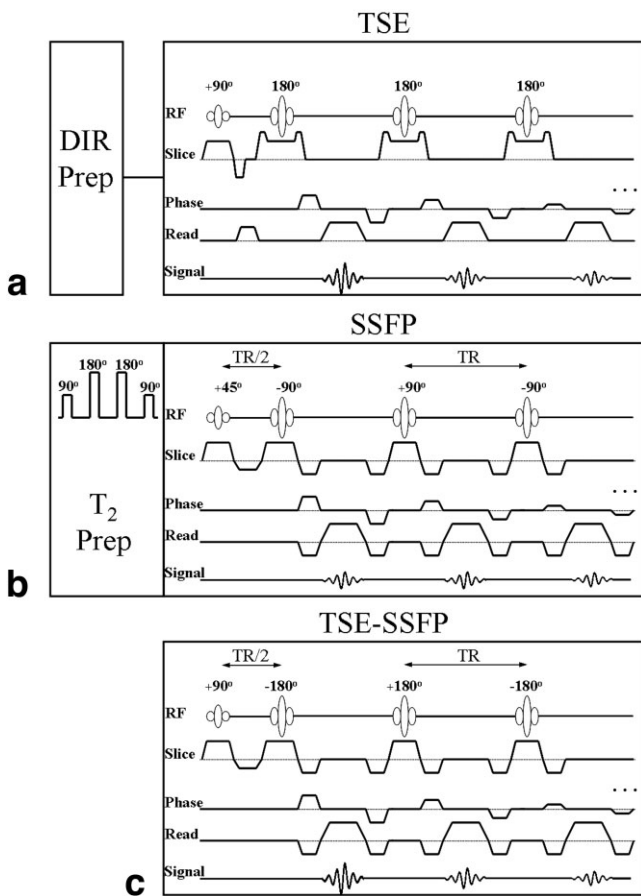 TSE
DIR
Prep
+90° 180° 180° 180°
RF
Slice
Phase
...
Read
Signal
a
SSFP
90° 180° 180° 90°
T2
Prep
TR/2 TR
+45° -90° +90° -90°
RF
Slice
Phase
...
Read
Signal
b
TSE-SSFP
TR/2 TR
+90° -180° +180° -180°
RF
Slice
Phase
...
Read
Signal
c